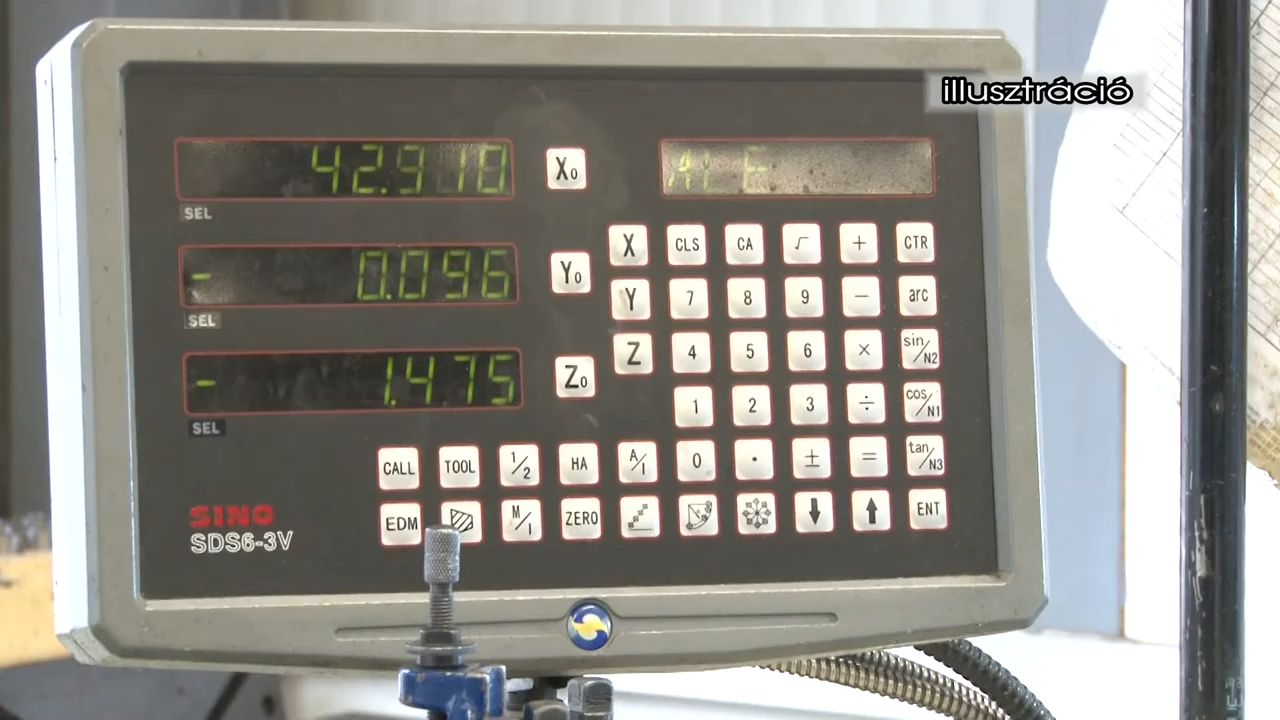 illusztráció
42.910
X0
AL E
SEL
X CLS CA √ + CTR
- 0.096
Y0
Y 7 8 9 - arc
SEL
Z 4 5 6 × sin/N2
- 1.475
Z0
1 2 3 ÷ cos/N1
SEL
CALL TOOL 1/2 HA A/I 0 . ± = tan/N3
SINO
EDM M/I ZERO ENT
SDS6-3V